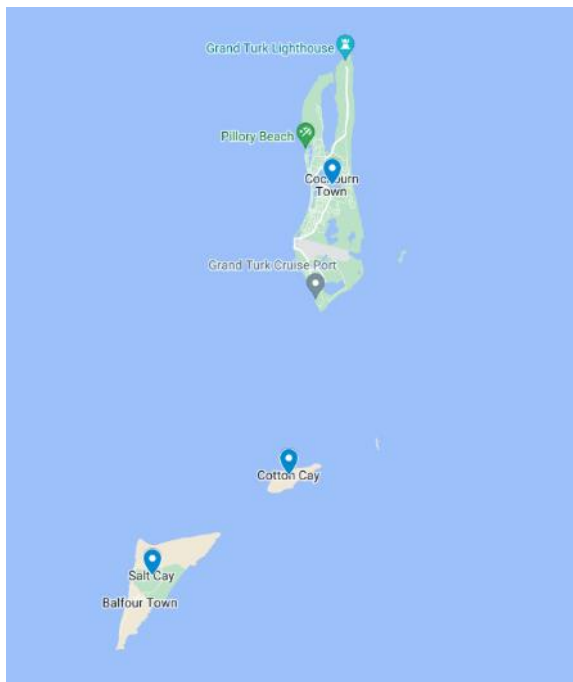 Grand Turk Lighthouse
Pillory Beach
Cockburn
Town
Grand Turk Cruise Port
Cotton Cay
Salt Cay
Balfour Town